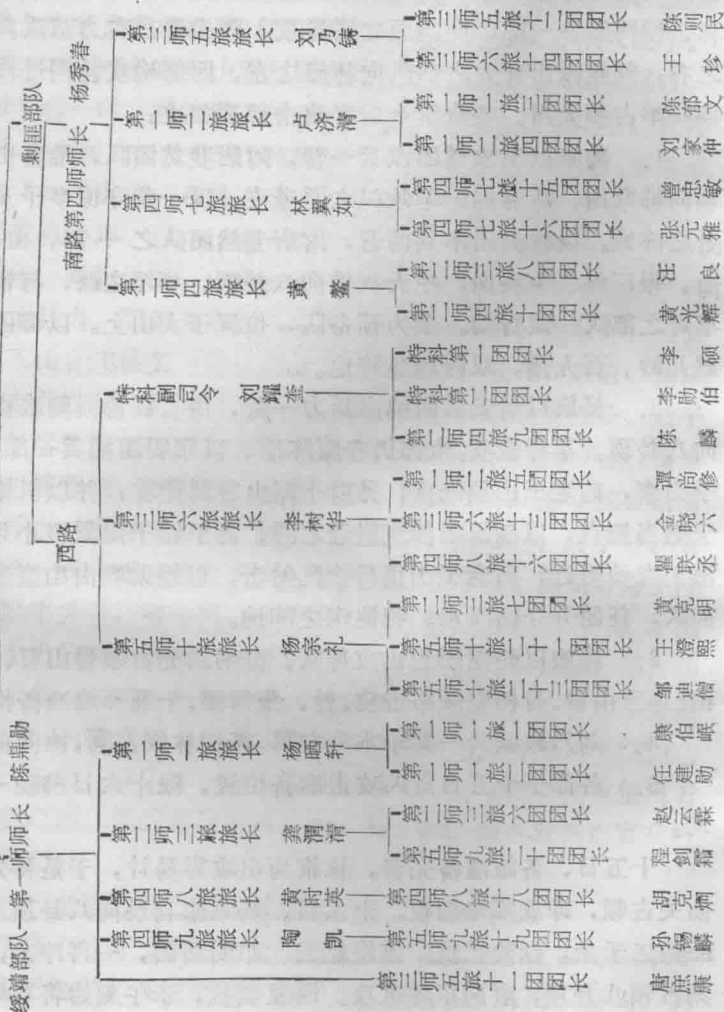 剿匪部队
南路第四师师长 杨秀春
第三师五旅旅长 刘乃铸
第三师五旅十二团团长 陈则民
第三师六旅十四团团长 王珍
第一师二旅旅长 卢济清
第一师一旅三团团长 陈郁文
第一师二旅四团团长 刘家仲
第四师七旅旅长 林翼如
第四师七旅十五团团长 曾思敏
第四师七旅十六团团长 张元雅
第二师四旅旅长 黄鳌
第二师三旅八团团长 汪良
第二师四旅十团团长 黄光辉
西路
特科副司令 刘耀奎
特科第一团团长 李硕
特科第二团团长 李勋伯
第二师四旅九团团长 陈麟
第三师六旅旅长 李树华
第一师二旅五团团长 谭尚修
第三师六旅十三团团长 金晓六
第四师八旅十六团团长 瞿联丞
第二师三旅七团团长 黄克明
第五师十旅旅长 杨宗礼
第五师十旅二十一团团长 王澄熙
第五师十旅二十三团团长 邹迪僧
绥靖部队—第一师师长 陈鼎勋
第一师一旅旅长 杨晒轩
第一师一旅一团团长 康伯岷
第一师一旅二团团长 任建勋
第二师三旅旅长 龚渭清
第二师三旅六团团长 赵云霖
第五师九旅二十团团长 程剑霜
第四师八旅旅长 黄时英
第四师八旅十八团团长 胡克倆
第四师九旅旅长 陶凯
第五师九旅十九团团长 孙锡麟
第三师五旅十一团团长 唐庶康